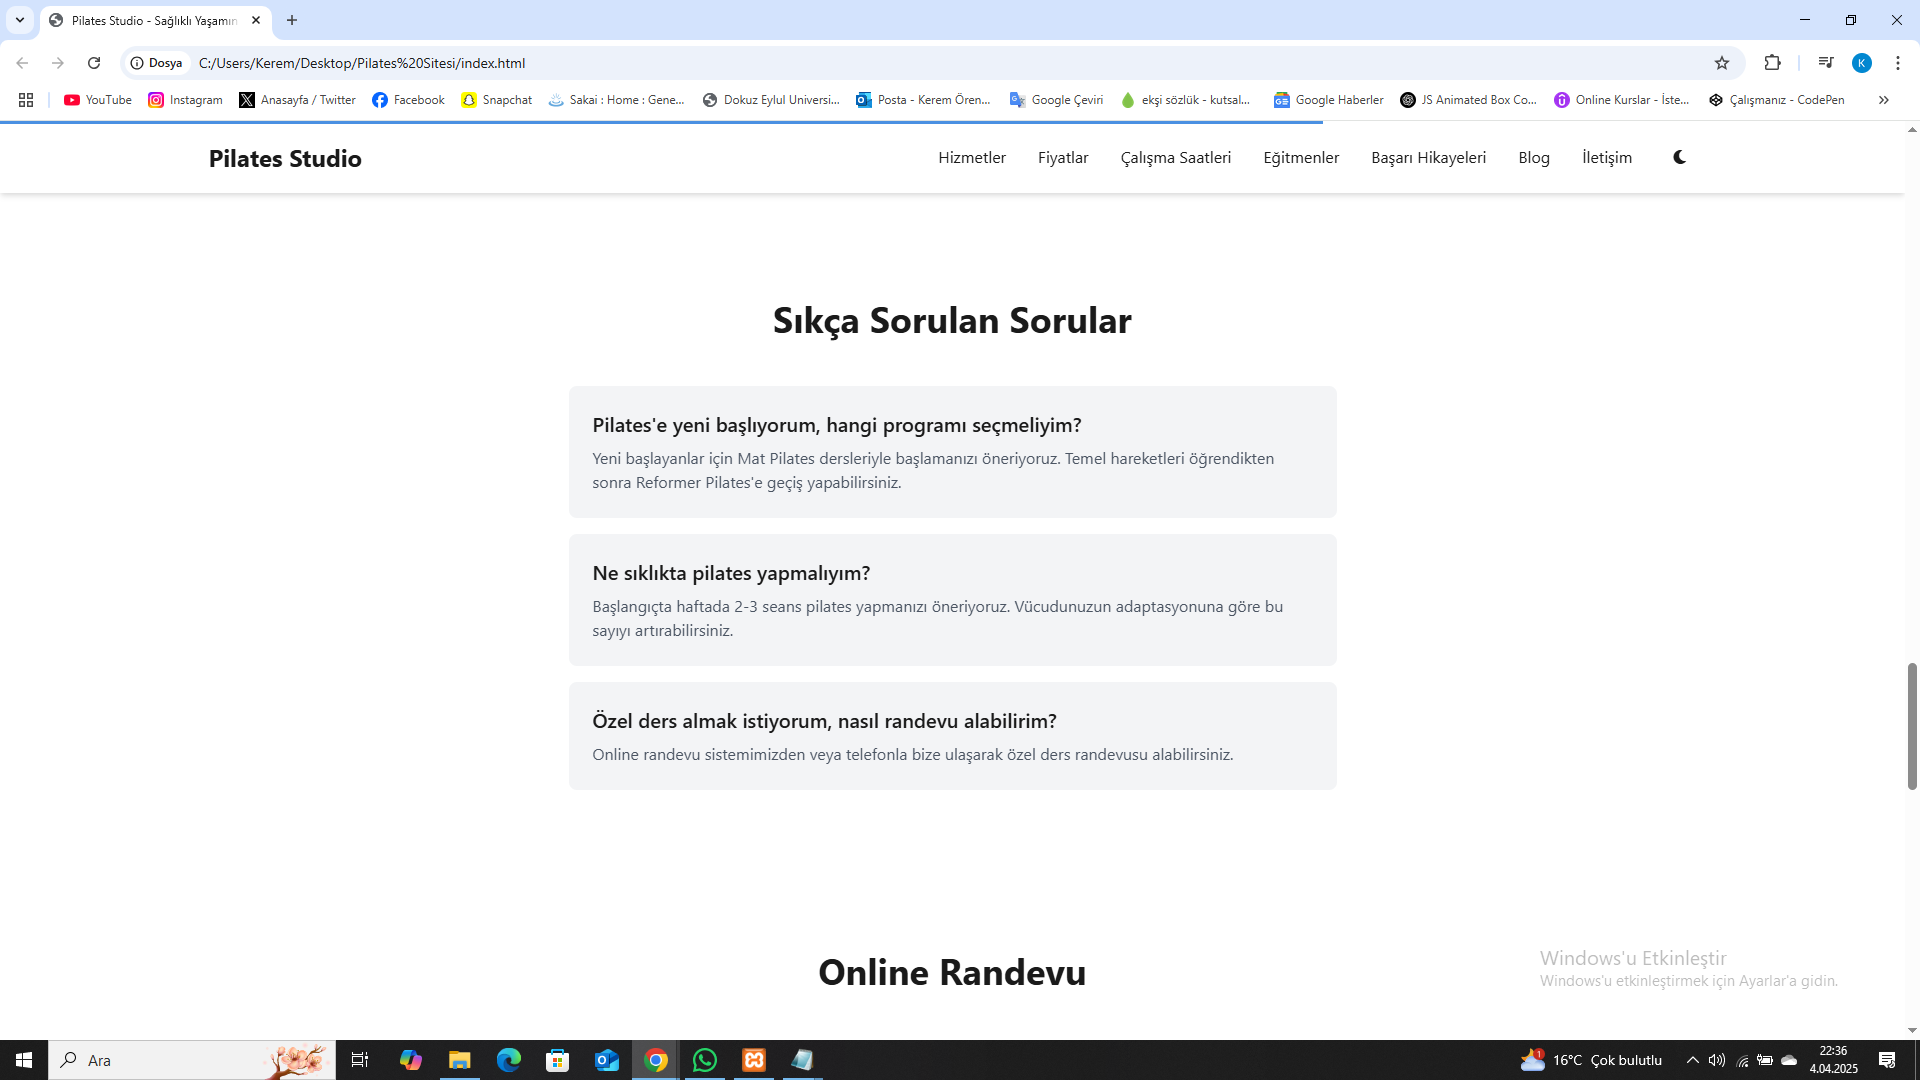 Pilates Studio - Sağlıklı Yaşamın
Dosya
C:/Users/Kerem/Desktop/Pilates%20Sitesi/index.html
K
YouTube
Instagram
Anasayfa / Twitter
Facebook
Snapchat
Sakai : Home : Gene...
Dokuz Eylul Universi...
Posta - Kerem Ören...
Google Çeviri
ekşi sözlük - kutsal...
Google Haberler
JS Animated Box Co...
Online Kurslar - İste...
Çalışmanız - CodePen
Pilates Studio
Hizmetler
Fiyatlar
Çalışma Saatleri
Eğitmenler
Başarı Hikayeleri
Blog
İletişim
Sıkça Sorulan Sorular
Pilates'e yeni başlıyorum, hangi programı seçmeliyim?
Yeni başlayanlar için Mat Pilates dersleriyle başlamanızı öneriyoruz. Temel hareketleri öğrendikten
sonra Reformer Pilates'e geçiş yapabilirsiniz.
Ne sıklıkta pilates yapmalıyım?
Başlangıçta haftada 2-3 seans pilates yapmanızı öneriyoruz. Vücudunuzun adaptasyonuna göre bu
sayıyı artırabilirsiniz.
Özel ders almak istiyorum, nasıl randevu alabilirim?
Online randevu sistemimizden veya telefonla bize ulaşarak özel ders randevusu alabilirsiniz.
Online Randevu
Windows'u Etkinleştir
Windows'u etkinleştirmek için Ayarlar'a gidin.
Ara
1
16°C
Çok bulutlu
22:36
4.04.2025